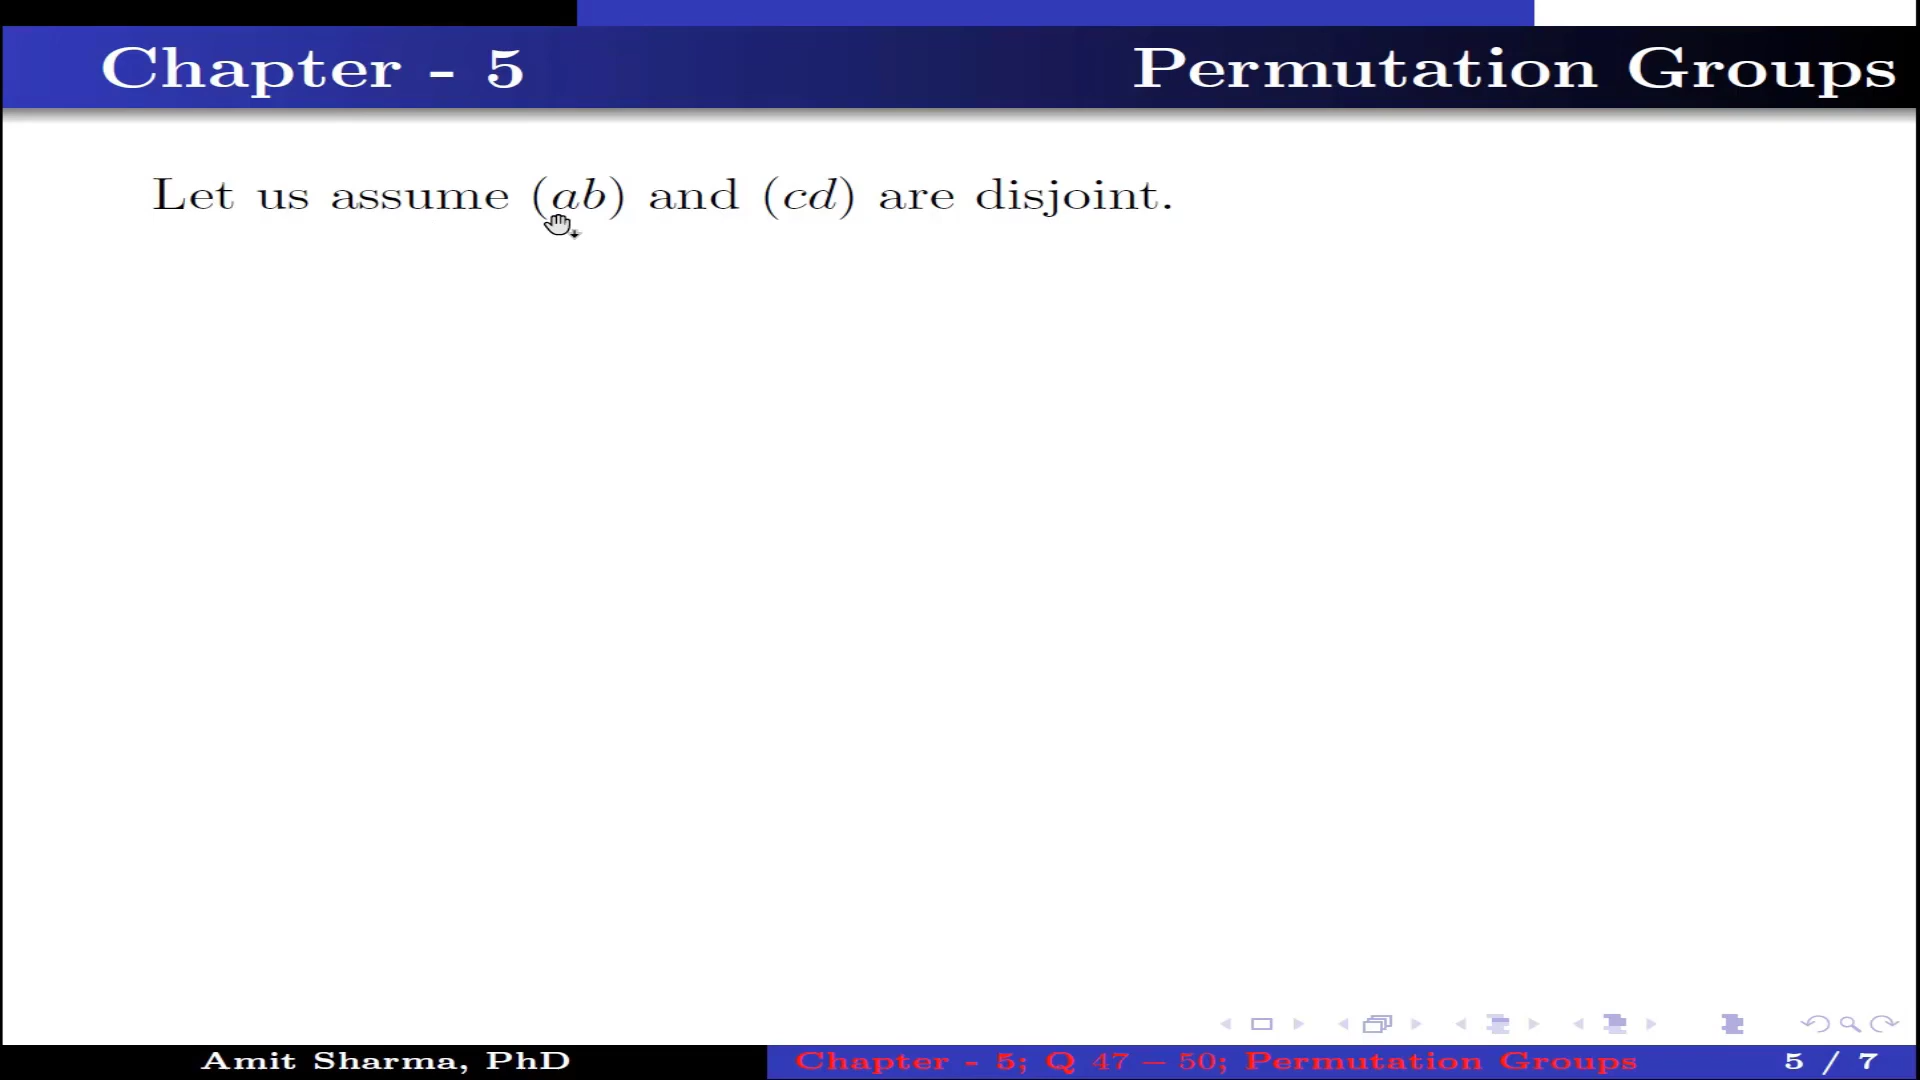 Chapter - 5 Permutation Groups
Let us assume (ab) and (cd) are disjoint.
Amit Sharma, PhD Chapter - 5; Q 47 – 50; Permutation Groups 5 / 7